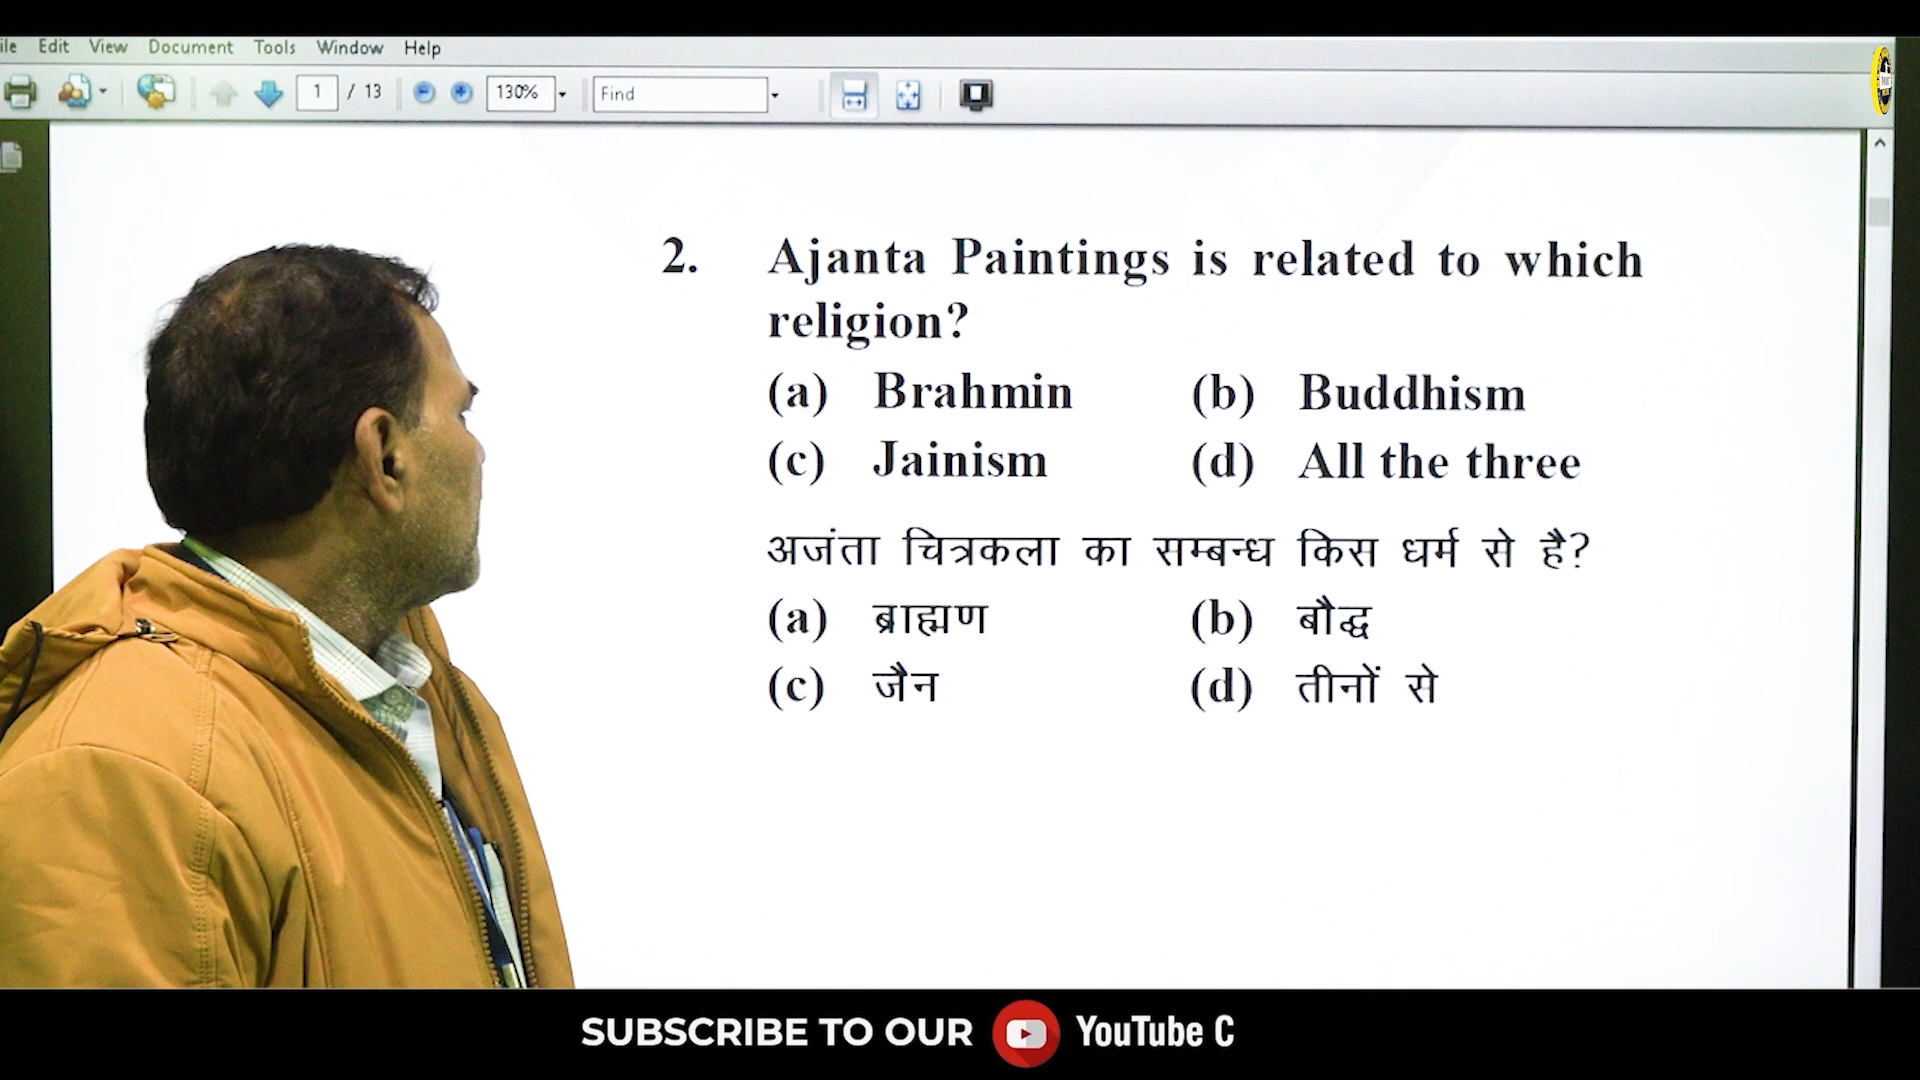 ile Edit View Document Tools Window Help
1 / 13 130% Find
2. Ajanta Paintings is related to which
religion?
(a) Brahmin (b) Buddhism
(c) Jainism (d) All the three
अजंता चित्रकला का सम्बन्ध किस धर्म से है?
(a) ब्राह्मण (b) बौद्ध
(c) जैन (d) तीनों से
SUBSCRIBE TO OUR YouTube C